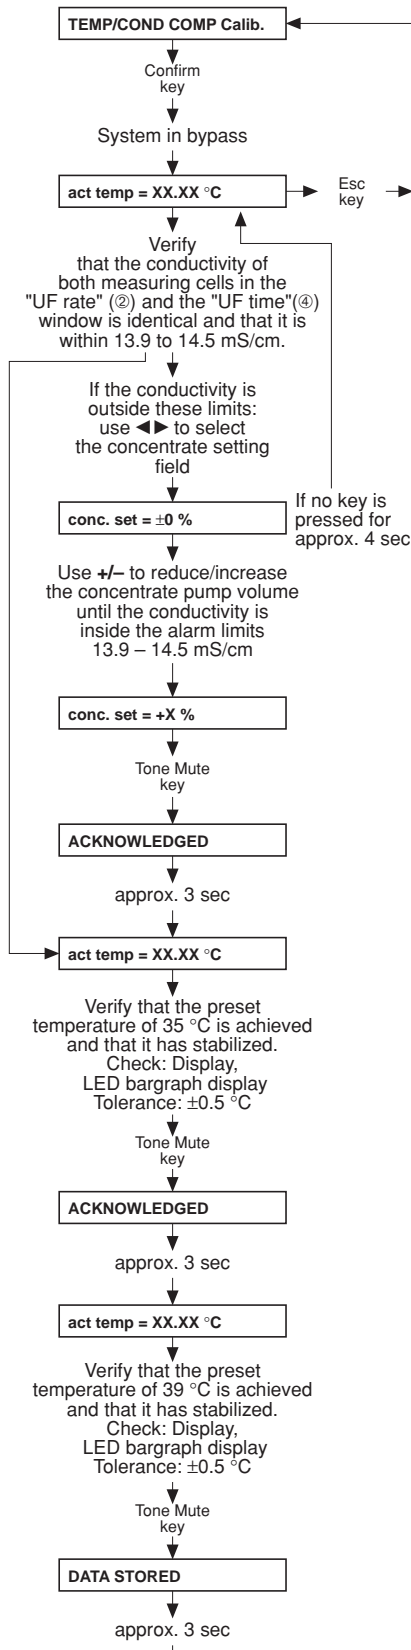 TEMP/COND COMP Calib.
Confirm
key
System in bypass
act temp = XX.XX °C
Esc
key
Verify
that the conductivity of
both measuring cells in the
"UF rate" (②) and the "UF time"(④)
window is identical and that it is
within 13.9 to 14.5 mS/cm.
If the conductivity is
outside these limits:
use ◄► to select
the concentrate setting
field
If no key is
pressed for
approx. 4 sec
conc. set = ±0 %
Use +/– to reduce/increase
the concentrate pump volume
until the conductivity is
inside the alarm limits
13.9 – 14.5 mS/cm
conc. set = +X %
Tone Mute
key
ACKNOWLEDGED
approx. 3 sec
act temp = XX.XX °C
Verify that the preset
temperature of 35 °C is achieved
and that it has stabilized.
Check: Display,
LED bargraph display
Tolerance: ±0.5 °C
Tone Mute
key
ACKNOWLEDGED
approx. 3 sec
act temp = XX.XX °C
Verify that the preset
temperature of 39 °C is achieved
and that it has stabilized.
Check: Display,
LED bargraph display
Tolerance: ±0.5 °C
Tone Mute
key
DATA STORED
approx. 3 sec